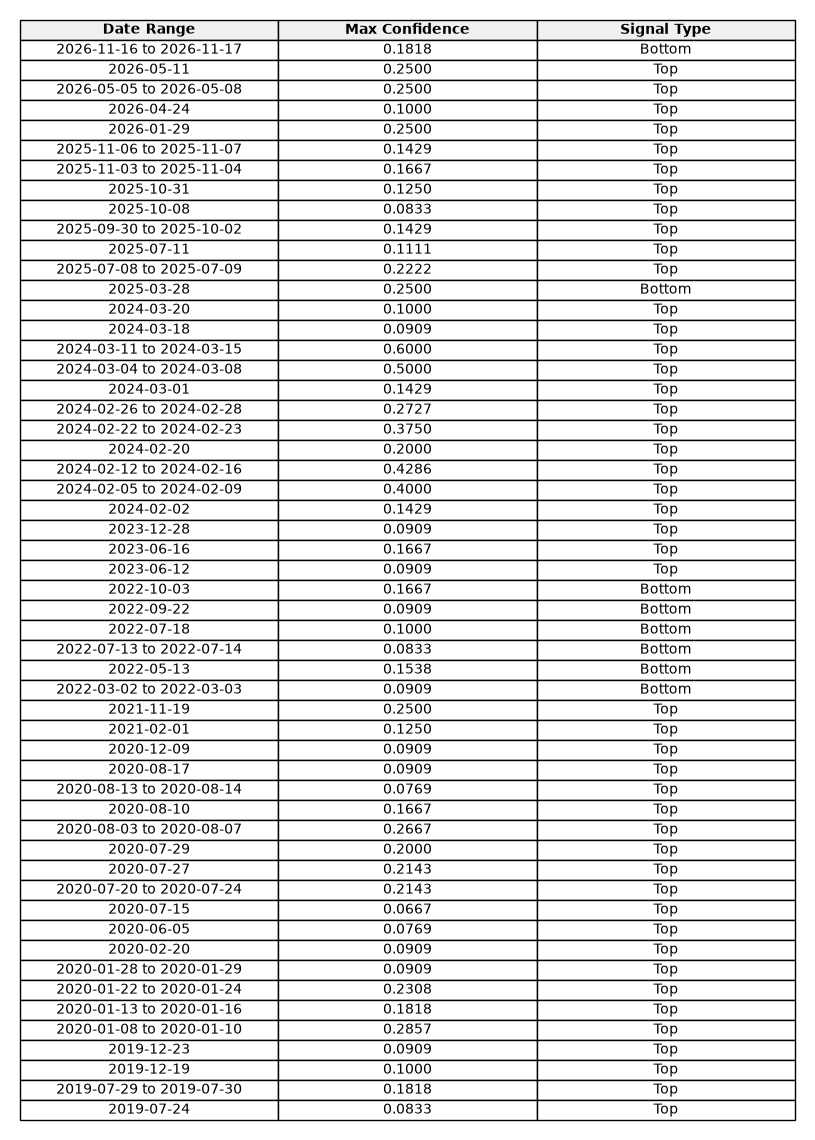 Date Range Max Confidence Signal Type
2026-11-16 to 2026-11-17 0.1818 Bottom
2026-05-11 0.2500 Top
2026-05-05 to 2026-05-08 0.2500 Top
2026-04-24 0.1000 Top
2026-01-29 0.2500 Top
2025-11-06 to 2025-11-07 0.1429 Top
2025-11-03 to 2025-11-04 0.1667 Top
2025-10-31 0.1250 Top
2025-10-08 0.0833 Top
2025-09-30 to 2025-10-02 0.1429 Top
2025-07-11 0.1111 Top
2025-07-08 to 2025-07-09 0.2222 Top
2025-03-28 0.2500 Bottom
2024-03-20 0.1000 Top
2024-03-18 0.0909 Top
2024-03-11 to 2024-03-15 0.6000 Top
2024-03-04 to 2024-03-08 0.5000 Top
2024-03-01 0.1429 Top
2024-02-26 to 2024-02-28 0.2727 Top
2024-02-22 to 2024-02-23 0.3750 Top
2024-02-20 0.2000 Top
2024-02-12 to 2024-02-16 0.4286 Top
2024-02-05 to 2024-02-09 0.4000 Top
2024-02-02 0.1429 Top
2023-12-28 0.0909 Top
2023-06-16 0.1667 Top
2023-06-12 0.0909 Top
2022-10-03 0.1667 Bottom
2022-09-22 0.0909 Bottom
2022-07-18 0.1000 Bottom
2022-07-13 to 2022-07-14 0.0833 Bottom
2022-05-13 0.1538 Bottom
2022-03-02 to 2022-03-03 0.0909 Bottom
2021-11-19 0.2500 Top
2021-02-01 0.1250 Top
2020-12-09 0.0909 Top
2020-08-17 0.0909 Top
2020-08-13 to 2020-08-14 0.0769 Top
2020-08-10 0.1667 Top
2020-08-03 to 2020-08-07 0.2667 Top
2020-07-29 0.2000 Top
2020-07-27 0.2143 Top
2020-07-20 to 2020-07-24 0.2143 Top
2020-07-15 0.0667 Top
2020-06-05 0.0769 Top
2020-02-20 0.0909 Top
2020-01-28 to 2020-01-29 0.0909 Top
2020-01-22 to 2020-01-24 0.2308 Top
2020-01-13 to 2020-01-16 0.1818 Top
2020-01-08 to 2020-01-10 0.2857 Top
2019-12-23 0.0909 Top
2019-12-19 0.1000 Top
2019-07-29 to 2019-07-30 0.1818 Top
2019-07-24 0.0833 Top